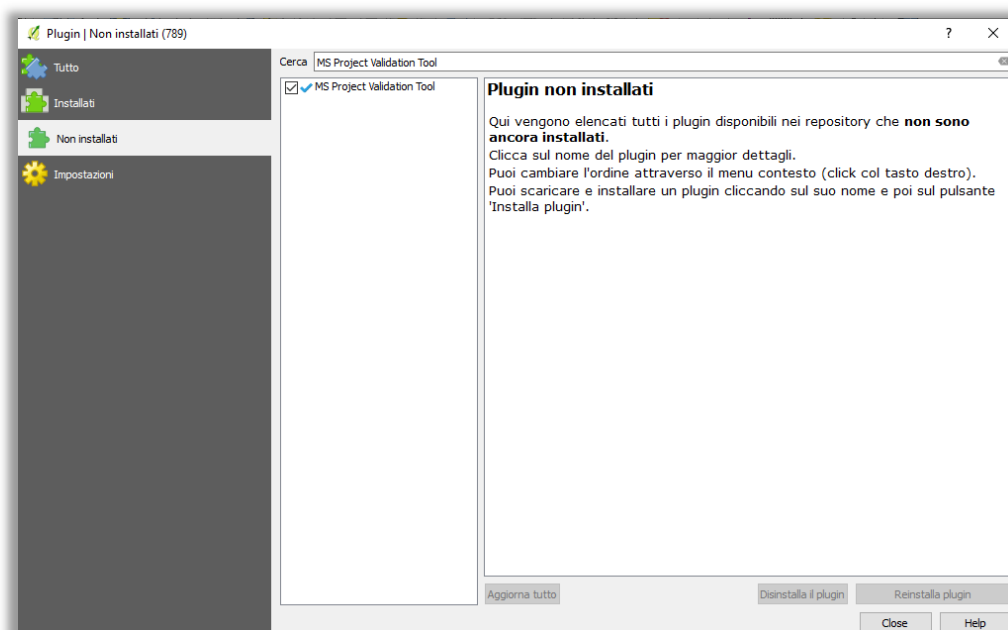 Plugin | Non installati (789)
Tutto
Installati
Non installati
Impostazioni
Cerca MS Project Validation Tool
MS Project Validation Tool
Plugin non installati
Qui vengono elencati tutti i plugin disponibili nei repository che non sono
ancora installati.
Clicca sul nome del plugin per maggior dettagli.
Puoi cambiare l'ordine attraverso il menu contesto (click col tasto destro).
Puoi scaricare e installare un plugin cliccando sul suo nome e poi sul pulsante
'Installa plugin'.
Aggiorna tutto
Disinstalla il plugin
Reinstalla plugin
Close
Help